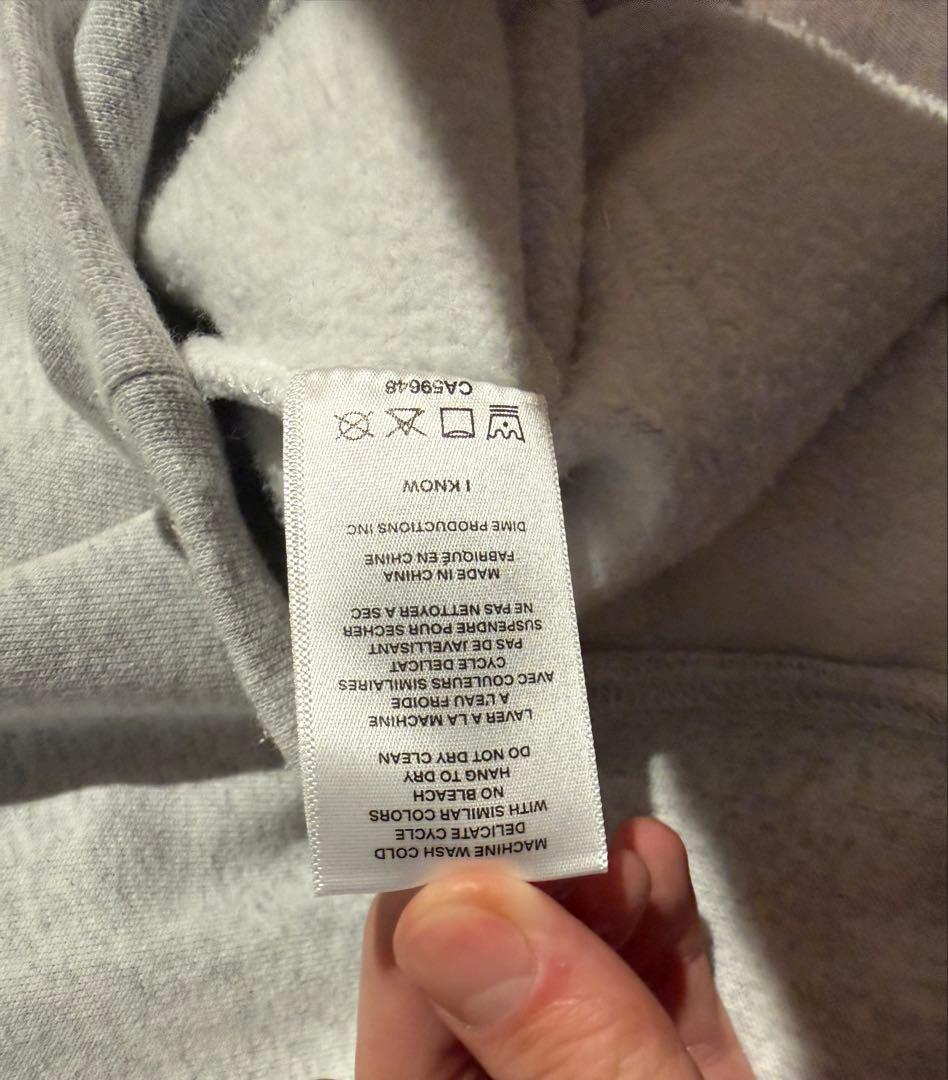 MACHINE WASH COLD
DELICATE CYCLE
WITH SIMILAR COLORS
NO BLEACH
HANG TO DRY
DO NOT DRY CLEAN
LAVER A LA MACHINE
A L'EAU FROIDE
AVEC COULEURS SIMILAIRES
CYCLE DELICAT
PAS DE JAVELLISANT
SUSPENDRE POUR SECHER
NE PAS NETTOYER A SEC
MADE IN CHINA
FABRIQUÉ EN CHINE
DIME PRODUCTIONS INC
I KNOW
CA59648